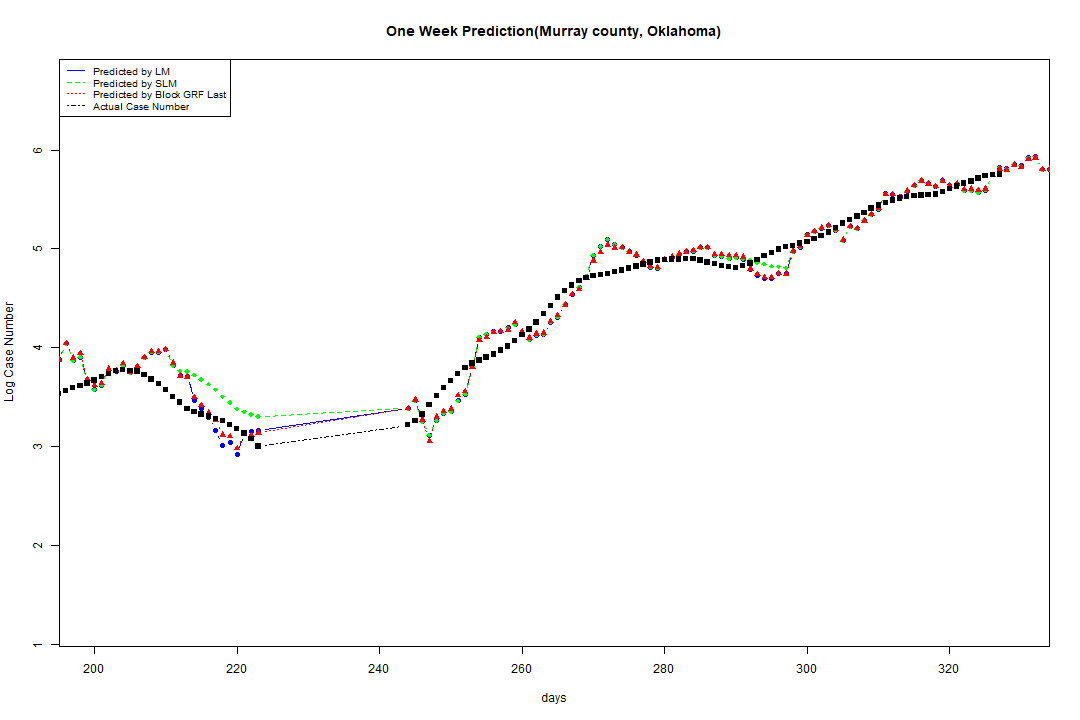 One Week Prediction(Murray county, Oklahoma)
Predicted by LM
Predicted by SLM
Predicted by Block GRF Last
Actual Case Number
Log Case Number
6
5
4
3
2
1
200 220 240 260 280 300 320
days